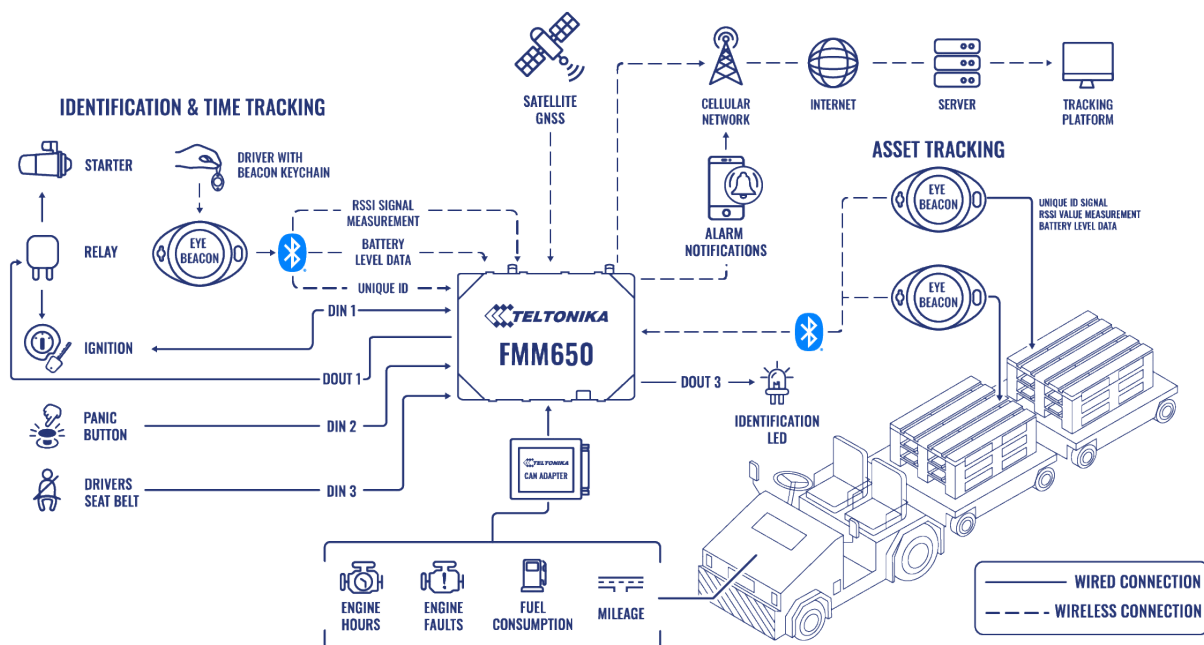 IDENTIFICATION & TIME TRACKING
STARTER
DRIVER WITH
BEACON KEYCHAIN
RELAY
EYE
BEACON
IGNITION
RSSI SIGNAL
MEASUREMENT
BATTERY
LEVEL DATA
UNIQUE ID
DIN 1
DOUT 1
PANIC
BUTTON
DIN 2
DRIVERS
SEAT BELT
DIN 3
SATELLITE
GNSS
CELLULAR
NETWORK
INTERNET
SERVER
TRACKING
PLATFORM
ALARM
NOTIFICATIONS
TELTONIKA
FMM650
DOUT 3
IDENTIFICATION
LED
TELTONIKA
CAN ADAPTER
ENGINE
HOURS
ENGINE
FAULTS
FUEL
CONSUMPTION
MILEAGE
ASSET TRACKING
EYE
BEACON
UNIQUE ID SIGNAL
RSSI VALUE MEASUREMENT
BATTERY LEVEL DATA
EYE
BEACON
WIRED CONNECTION
WIRELESS CONNECTION